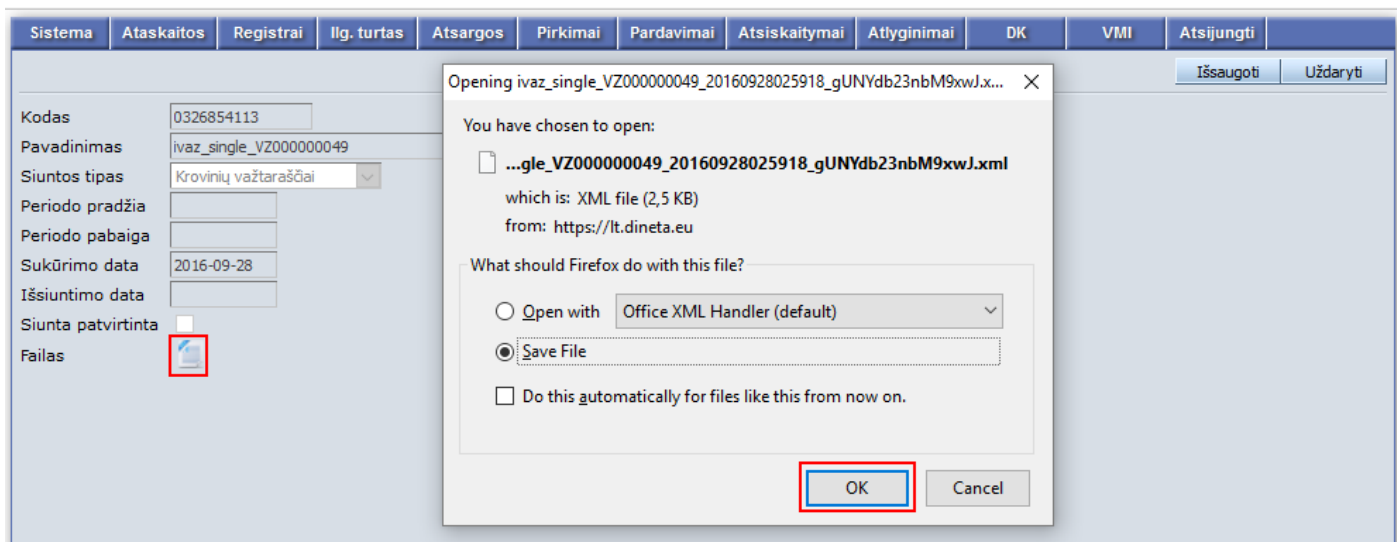 Sistema Ataskaitos Registrai Ilg. turtas Atsargos Pirkimai Pardavimai Atsiskaitymai Atlyginimai DK VMI Atsijungti
Išsaugoti Uždaryti
Kodas 0326854113
Pavadinimas ivaz_single_VZ000000049
Siuntos tipas Krovinių važtaraščiai
Periodo pradžia
Periodo pabaiga
Sukūrimo data 2016-09-28
Išsiuntimo data
Siunta patvirtinta
Failas
Opening ivaz_single_VZ000000049_20160928025918_gUNYdb23nbM9xwJ.x...
You have chosen to open:
...gle_VZ000000049_20160928025918_gUNYdb23nbM9xwJ.xml
which is: XML file (2,5 KB)
from: https://lt.dineta.eu
What should Firefox do with this file?
Open with Office XML Handler (default)
Save File
Do this automatically for files like this from now on.
OK Cancel